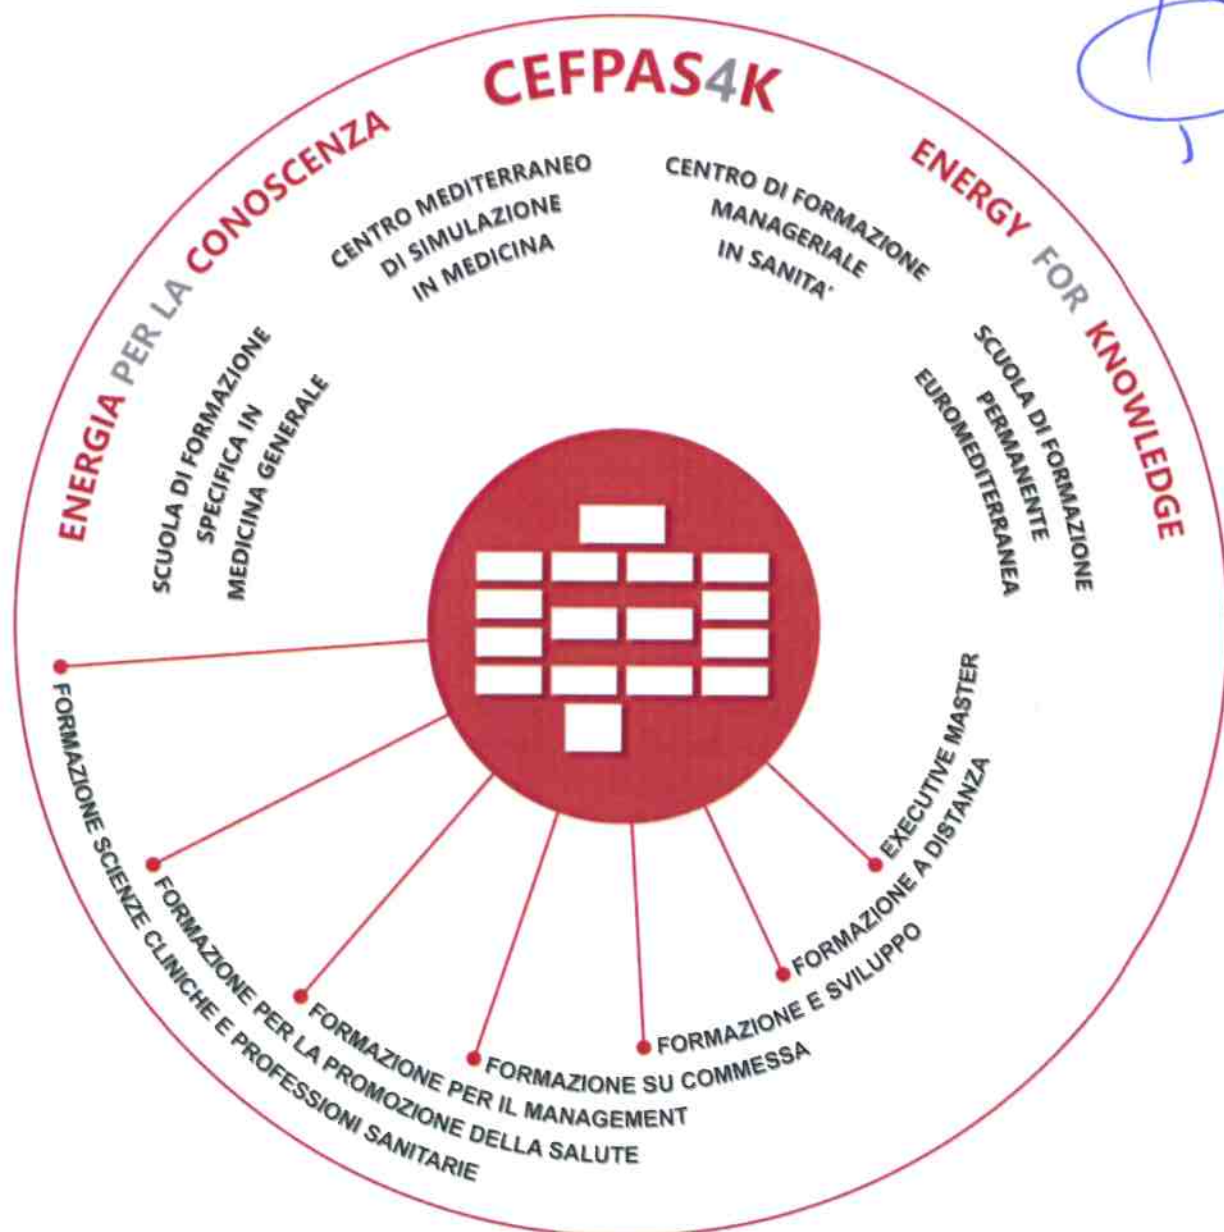 CEFPAS4K
ENERGIA PER LA CONOSCENZA
ENERGY FOR KNOWLEDGE
SCUOLA DI FORMAZIONE
SPECIFICA IN
MEDICINA GENERALE
CENTRO MEDITERRANEO
DI SIMULAZIONE
IN MEDICINA
CENTRO DI FORMAZIONE
MANAGERIALE
IN SANITA'
SCUOLA DI FORMAZIONE
PERMANENTE
EUROMEDITERRANEA
EXECUTIVE MASTER
FORMAZIONE A DISTANZA
FORMAZIONE E SVILUPPO
FORMAZIONE SU COMMESSA
FORMAZIONE PER IL MANAGEMENT
FORMAZIONE PER LA PROMOZIONE DELLA SALUTE
FORMAZIONE SCIENZE CLINICHE E PROFESSIONI SANITARIE